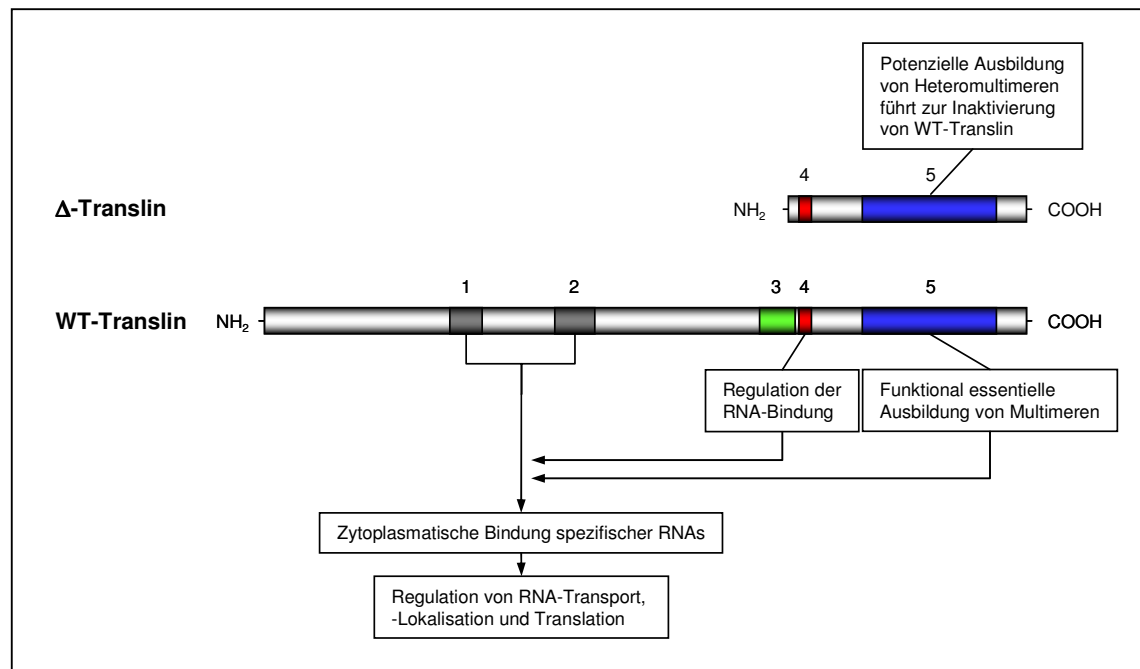 Potenzielle Ausbildung
von Heteromultimeren
führt zur Inaktivierung
von WT-Translin
4 5
Δ-Translin NH2 COOH
1 2 3 4 5
WT-Translin NH2 COOH
Regulation der
RNA-Bindung
Funktional essentielle
Ausbildung von Multimeren
Zytoplasmatische Bindung spezifischer RNAs
Regulation von RNA-Transport,
-Lokalisation und Translation